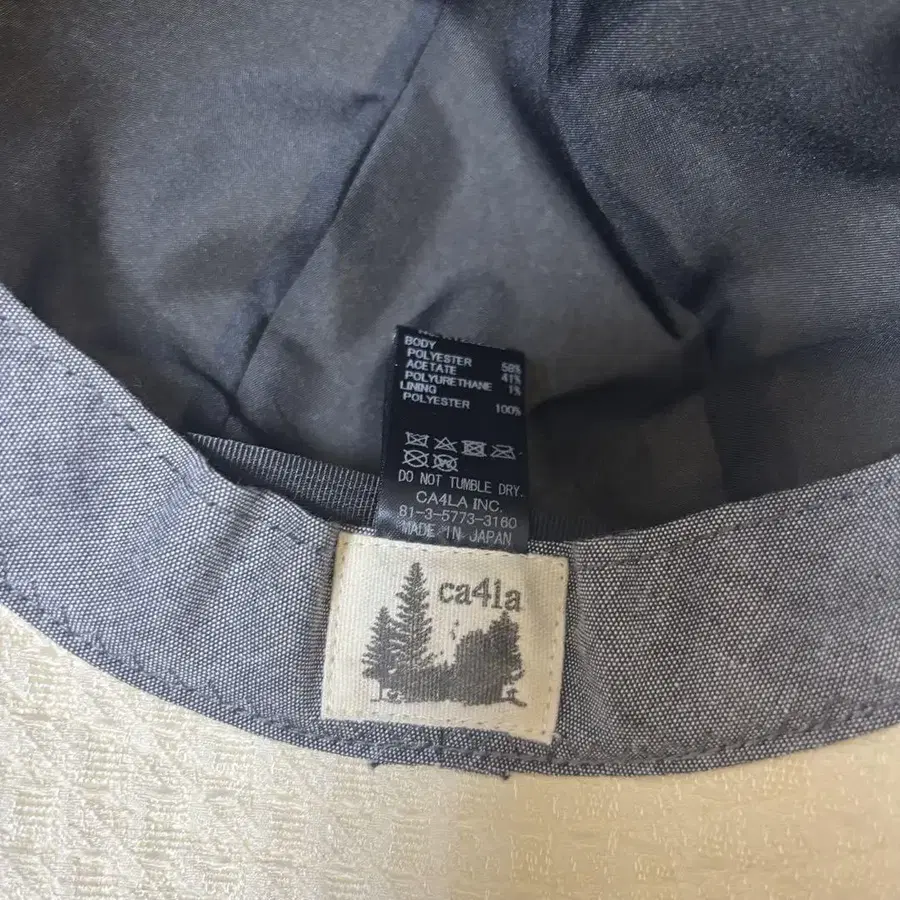 BODY
POLYESTER 58%
ACETATE 41%
POLYURETHANE 1%
LINING
POLYESTER 100%
DO NOT TUMBLE DRY.
CA4LA INC.
81-3-5773-3160
MADE IN JAPAN
ca4la